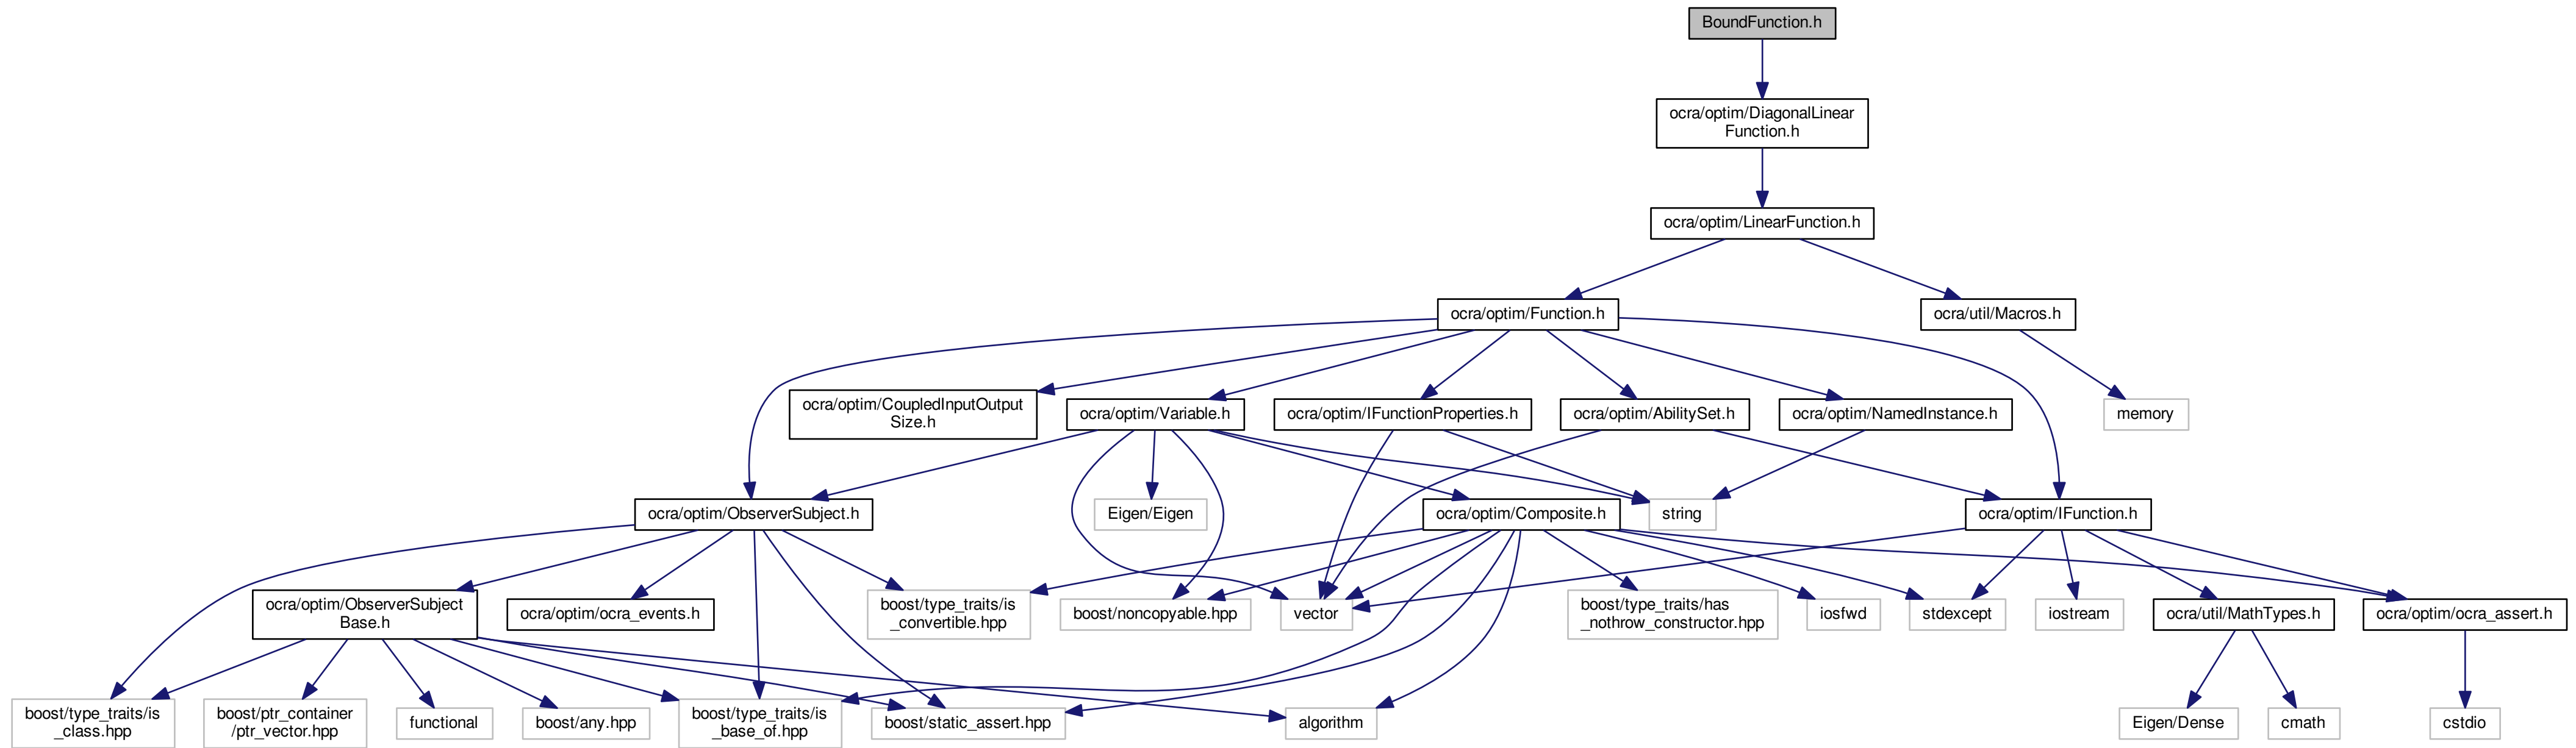 BoundFunction.h
ocra/optim/DiagonalLinear
Function.h
ocra/optim/LinearFunction.h
ocra/optim/Function.h
ocra/util/Macros.h
ocra/optim/CoupledInputOutput
Size.h
ocra/optim/Variable.h
ocra/optim/IFunctionProperties.h
ocra/optim/AbilitySet.h
ocra/optim/NamedInstance.h
memory
ocra/optim/ObserverSubject.h
Eigen/Eigen
ocra/optim/Composite.h
string
ocra/optim/IFunction.h
ocra/optim/ObserverSubject
Base.h
ocra/optim/ocra_events.h
boost/type_traits/is
_convertible.hpp
boost/noncopyable.hpp
vector
boost/type_traits/has
_nothrow_constructor.hpp
iosfwd
stdexcept
iostream
ocra/util/MathTypes.h
ocra/optim/ocra_assert.h
boost/type_traits/is
_class.hpp
boost/ptr_container
/ptr_vector.hpp
functional
boost/any.hpp
boost/type_traits/is
_base_of.hpp
boost/static_assert.hpp
algorithm
Eigen/Dense
cmath
cstdio